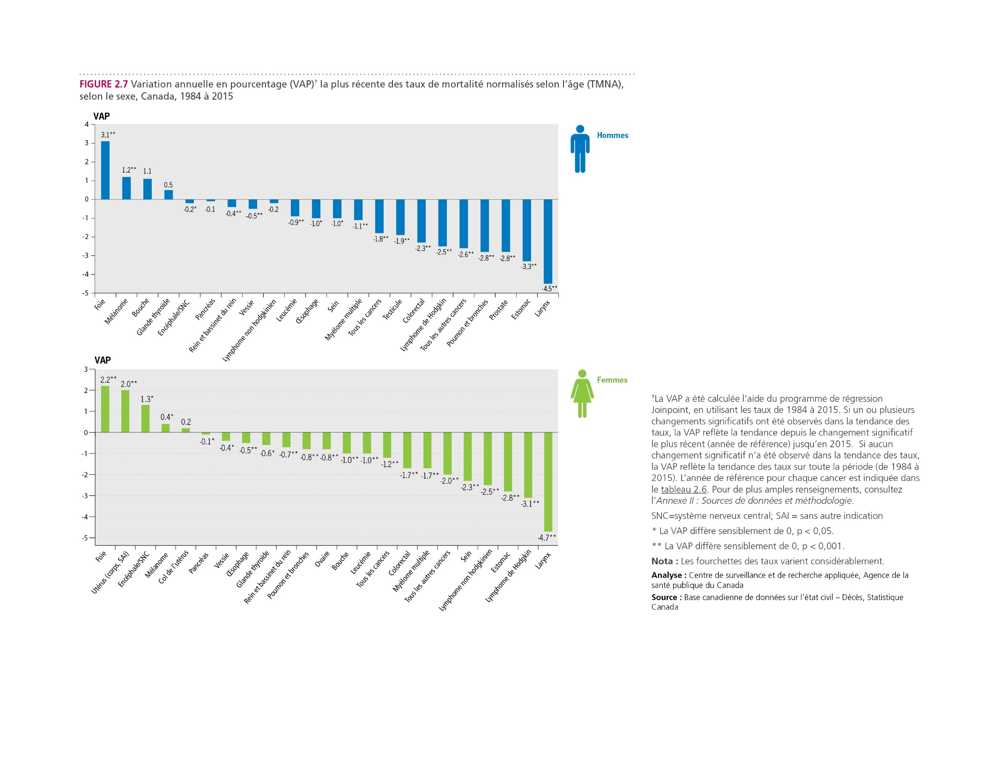 FIGURE 2.7 Variation annuelle en pourcentage (VAP)† la plus récente des taux de mortalité normalisés selon l’âge (TMNA),
selon le sexe, Canada, 1984 à 2015
VAP
4
3
2
1
0
-1
-2
-3
-4
-5
3.1**
1.2**
1.1
0.5
-0.2*
-0.1
-0.4**
-0.5**
-0.2
-0.9**
-1.0*
-1.0*
-1.1**
-1.8**
-1.9**
-2.3**
-2.5**
-2.6**
-2.8**
-2.8**
-3.3**
-4.5**
Foie
Mélanome
Bouche
Glande thyroïde
Encéphale/SNC
Pancréas
Rein et bassinet du rein
Vessie
Lymphome non hodgkinien
Leucémie
Œsophage
Sein
Myélome multiple
Tous les cancers
Testicule
Colorectal
Lymphome de Hodgkin
Tous les autres cancers
Poumon et bronches
Prostate
Estomac
Larynx
Hommes
VAP
3
2
1
0
-1
-2
-3
-4
-5
2.2**
2.0**
1.3*
0.4*
0.2
-0.1*
-0.4*
-0.5**
-0.6*
-0.7**
-0.8**
-0.8**
-1.0**
-1.0**
-1.2**
-1.7**
-1.7**
-2.0**
-2.3**
-2.5**
-2.8**
-3.1**
-4.7**
Foie
Utérus (corps, SAI)
Encéphale/SNC
Mélanome
Col de l’utérus
Pancréas
Vessie
Œsophage
Glande thyroïde
Rein et bassinet du rein
Poumon et bronches
Ovaire
Bouche
Leucémie
Tous les cancers
Colorectal
Myélome multiple
Tous les autres cancers
Sein
Lymphome non hodgkinien
Estomac
Lymphome de Hodgkin
Larynx
Femmes
†La VAP a été calculée l’aide du programme de régression
Joinpoint, en utilisant les taux de 1984 à 2015. Si un ou plusieurs
changements significatifs ont été observés dans la tendance des
taux, la VAP reflète la tendance depuis le changement significatif
le plus récent (année de référence) jusqu’en 2015. Si aucun
changement significatif n’a été observé dans la tendance des taux,
la VAP reflète la tendance des taux sur toute la période (de 1984 à
2015). L’année de référence pour chaque cancer est indiquée dans
le tableau 2.6. Pour de plus amples renseignements, consultez
l’Annexe II : Sources de données et méthodologie.
SNC=système nerveux central; SAI = sans autre indication
* La VAP diffère sensiblement de 0, p < 0,05.
** La VAP diffère sensiblement de 0, p < 0,001.
Nota : Les fourchettes des taux varient considérablement.
Analyse : Centre de surveillance et de recherche appliquée, Agence de la
santé publique du Canada
Source : Base canadienne de données sur l’état civil – Décès, Statistique
Canada